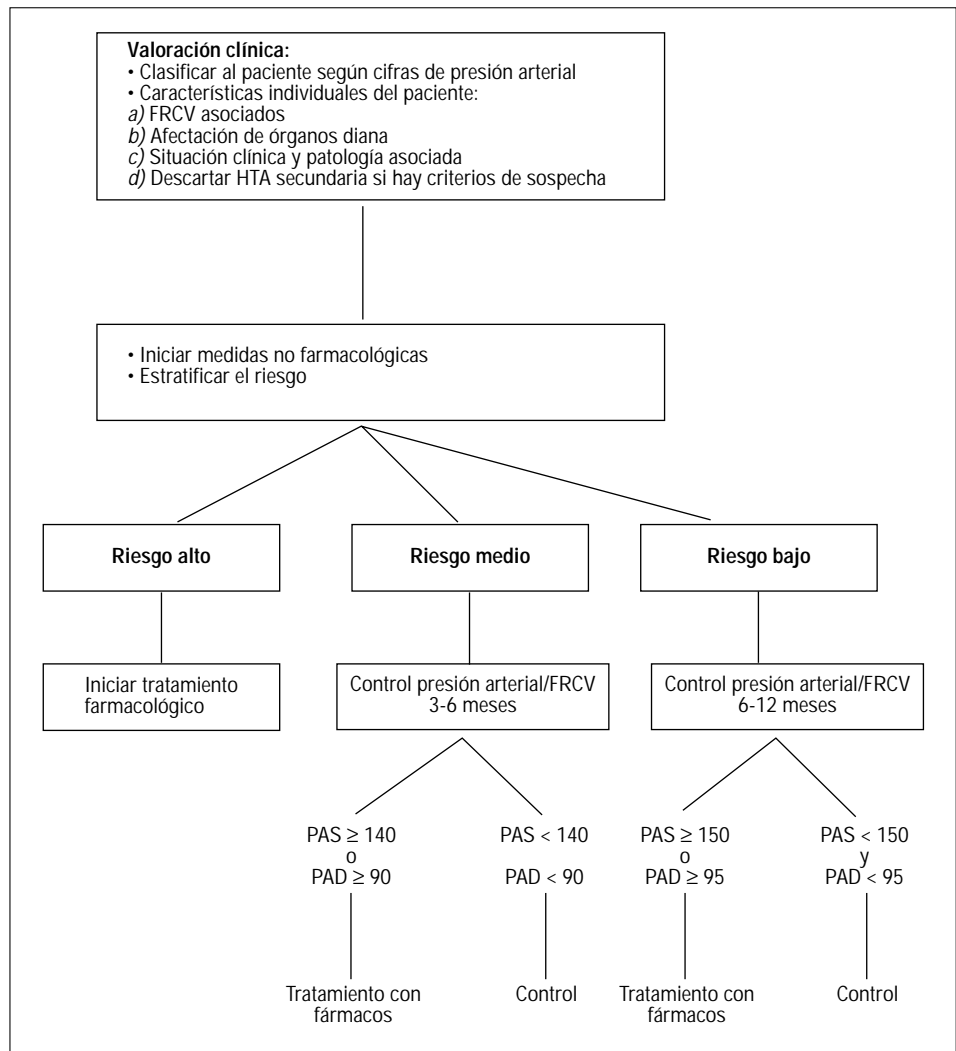 Valoración clínica:
• Clasificar al paciente según cifras de presión arterial
• Características individuales del paciente:
a) FRCV asociados
b) Afectación de órganos diana
c) Situación clínica y patología asociada
d) Descartar HTA secundaria si hay criterios de sospecha
• Iniciar medidas no farmacológicas
• Estratificar el riesgo
Riesgo alto
Riesgo medio
Riesgo bajo
Iniciar tratamiento
farmacológico
Control presión arterial/FRCV
3-6 meses
Control presión arterial/FRCV
6-12 meses
PAS ≥ 140
o
PAD ≥ 90
PAS < 140
PAD < 90
PAS ≥ 150
o
PAD ≥ 95
PAS < 150
y
PAD < 95
Tratamiento con
fármacos
Control
Tratamiento con
fármacos
Control